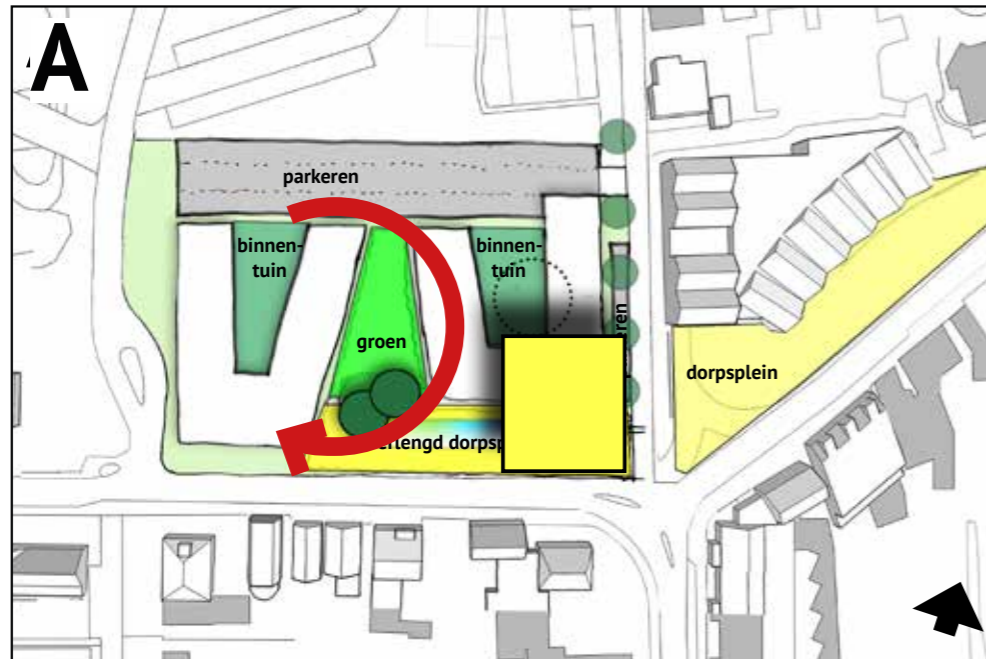 A
parkeren
binnen-
tuin
binnen-
tuin
groen
dorpsplein